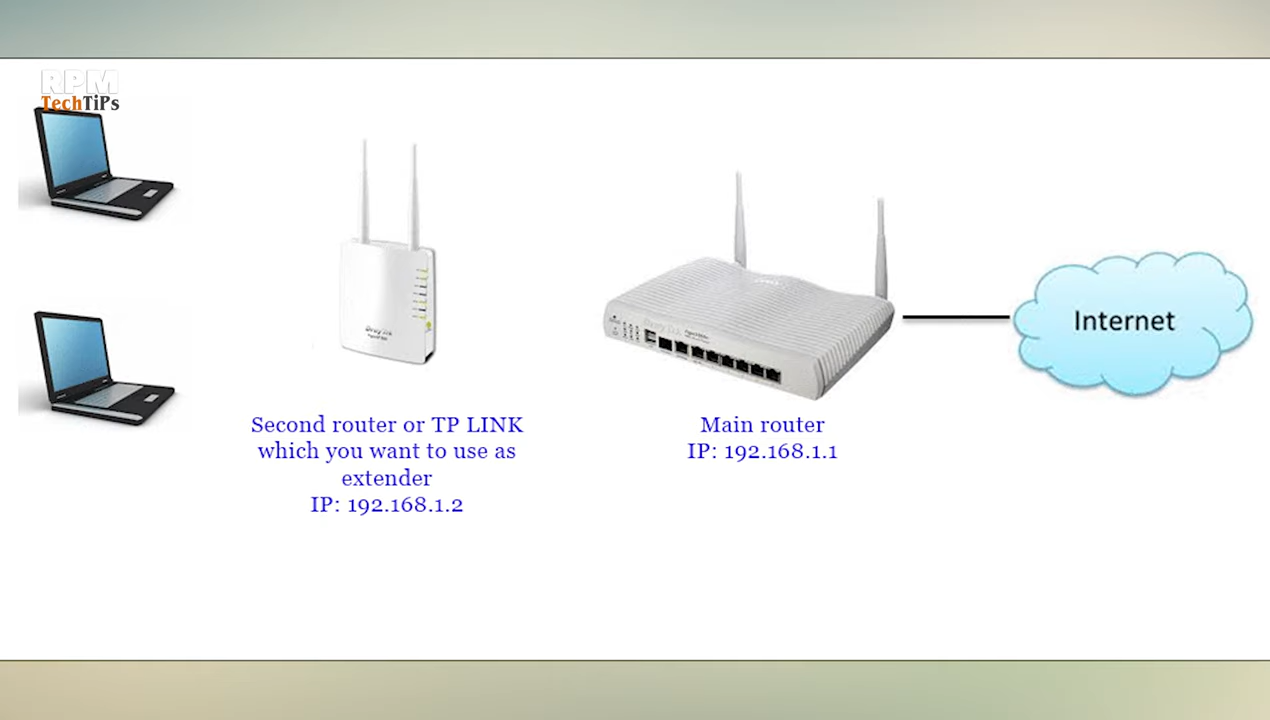 RPM
TechTiPs
Internet
Second router or TP LINK
which you want to use as
extender
IP: 192.168.1.2
Main router
IP: 192.168.1.1